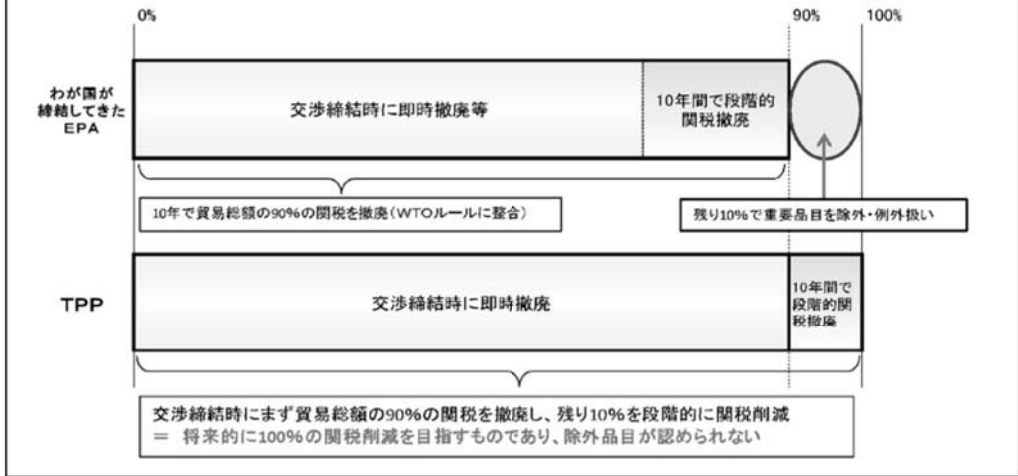 0%
90%
100%
わが国が
締結してきた
EPA
交渉締結時に即時撤廃等
10年間で段階的
関税撤廃
10年で貿易総額の90%の関税を撤廃(WTOルールに整合)
残り10%で重要品目を除外・例外扱い
TPP
交渉締結時に即時撤廃
10年間で
段階的関
税撤廃
交渉締結時にまず貿易総額の90%の関税を撤廃し、残り10%を段階的に関税削減
= 将来的に100%の関税削減を目指すものであり、除外品目が認められない